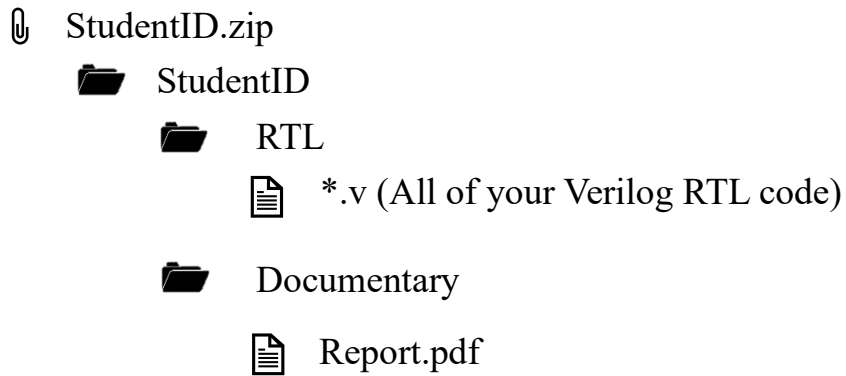 StudentID.zip
StudentID
RTL
*.v (All of your Verilog RTL code)
Documentary
Report.pdf